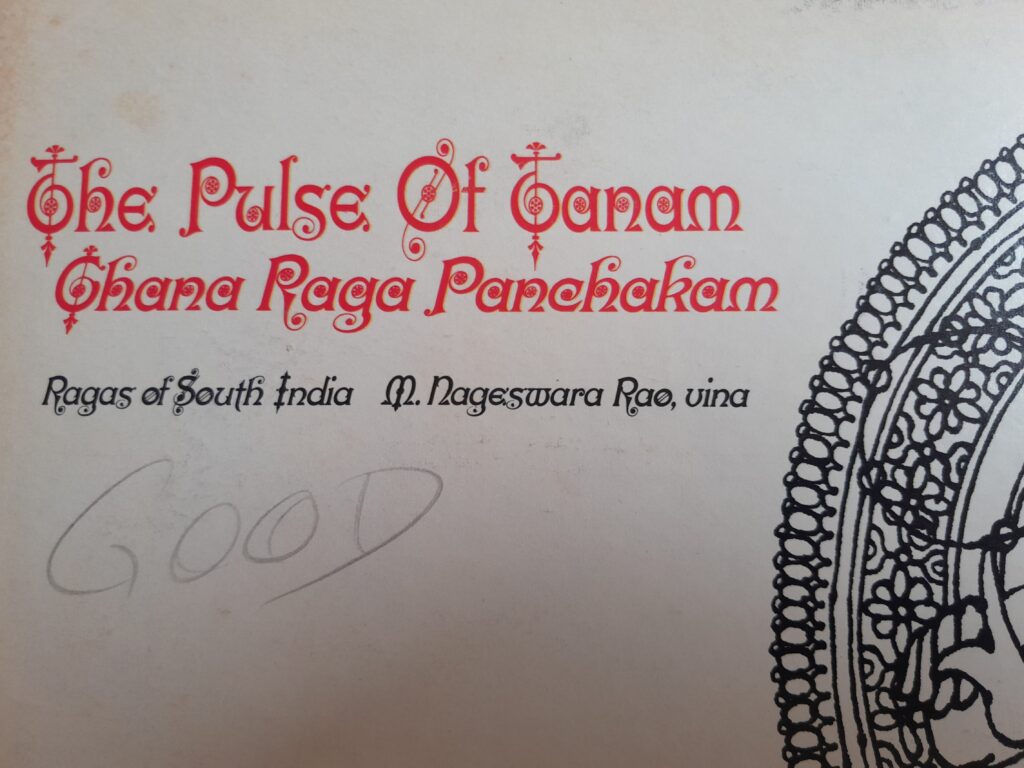 The Pulse Of Tanam
Ghana Raga Panchakam
Ragas of South India M. Nageswara Rao, vina
GOOD